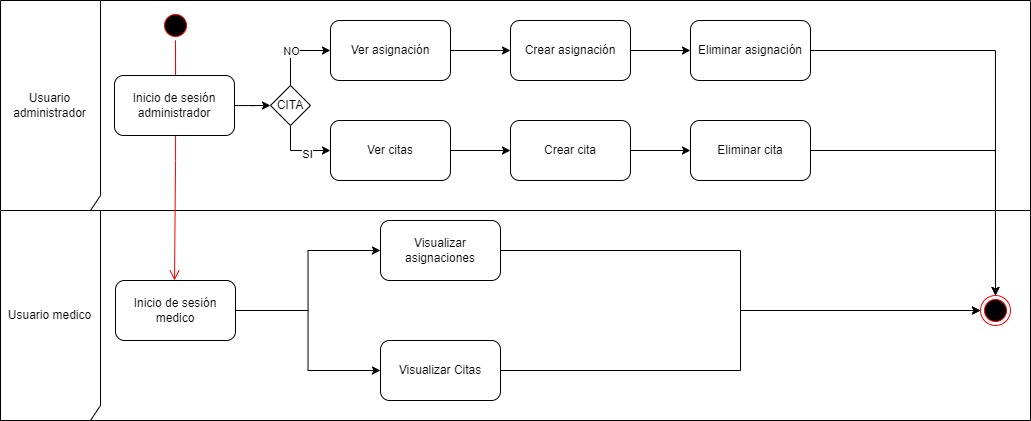 Usuario
administrador
Inicio de sesión
administrador
CITA
NO
Ver asignación
Crear asignación
Eliminar asignación
SI
Ver citas
Crear cita
Eliminar cita
Usuario medico
Inicio de sesión
medico
Visualizar
asignaciones
Visualizar Citas